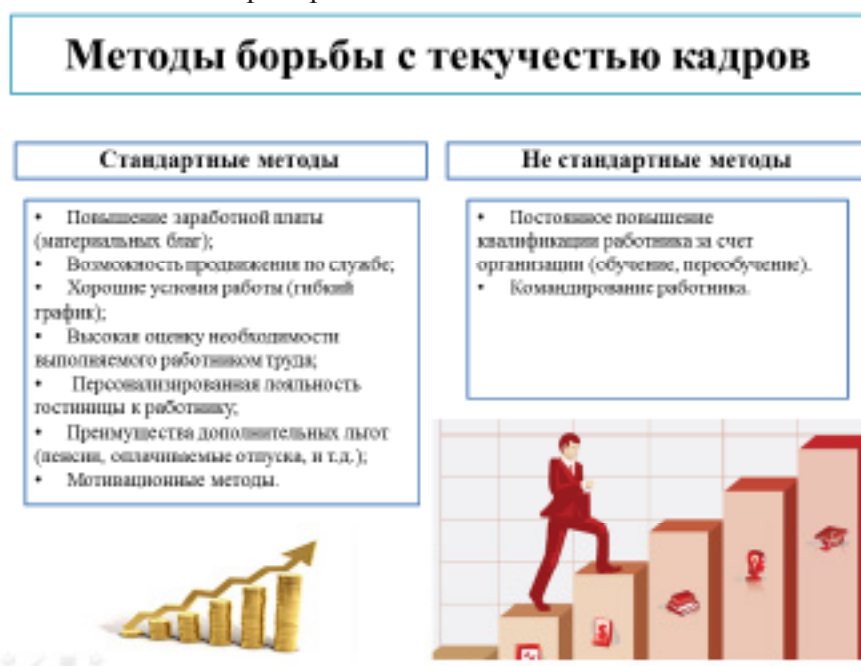 Методы борьбы с текучестью кадров
Стандартные методы
• Повышение заработной платы
(материальных благ);
• Возможность продвижения по службе;
• Хорошие условия работы (гибкий
график);
• Высокая оценку необходимости
выполняемого работником труда;
• Персонализированная лояльность
гостиницы к работнику;
• Преимущества дополнительных льгот
(пенсии, оплачиваемые отпуска, и т.д.);
• Мотивационные методы.
Не стандартные методы
• Постоянное повышение
квалификации работника за счет
организации (обучение, переобучение).
• Командирование работника.